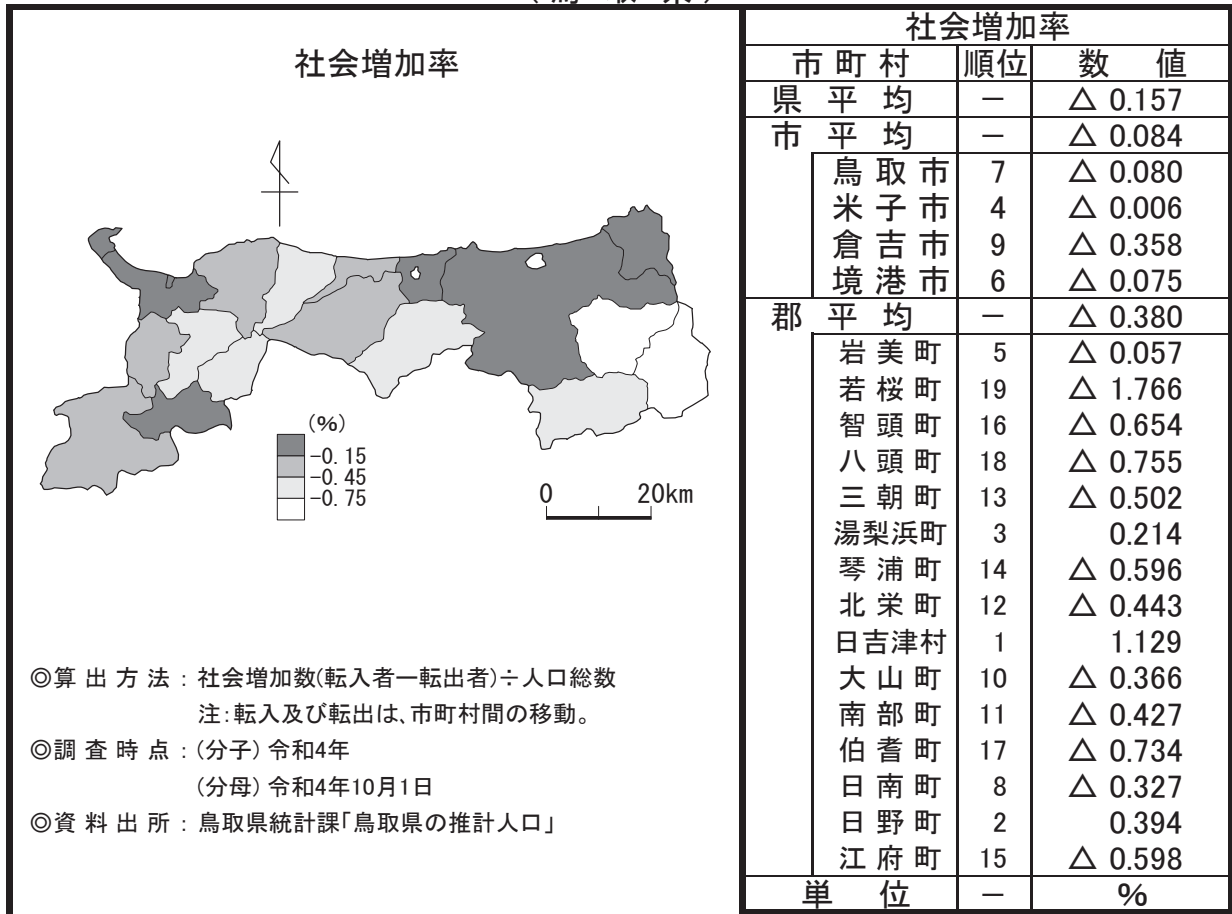 社会増加率
(%)
-0.15
-0.45
-0.75
0 20km
◎算出方法：社会増加数(転入者ー転出者)÷人口総数
注：転入及び転出は、市町村間の移動。
◎調査時点：(分子)令和4年
(分母)令和4年10月1日
◎資料出所：鳥取県統計課「鳥取県の推計人口」
社会増加率
市町村 順位 数値
県平均 － △ 0.157
市平均 － △ 0.084
鳥取市 7 △ 0.080
米子市 4 △ 0.006
倉吉市 9 △ 0.358
境港市 6 △ 0.075
郡平均 － △ 0.380
岩美町 5 △ 0.057
若桜町 19 △ 1.766
智頭町 16 △ 0.654
八頭町 18 △ 0.755
三朝町 13 △ 0.502
湯梨浜町 3 0.214
琴浦町 14 △ 0.596
北栄町 12 △ 0.443
日吉津村 1 1.129
大山町 10 △ 0.366
南部町 11 △ 0.427
伯耆町 17 △ 0.734
日南町 8 △ 0.327
日野町 2 0.394
江府町 15 △ 0.598
単位 － %